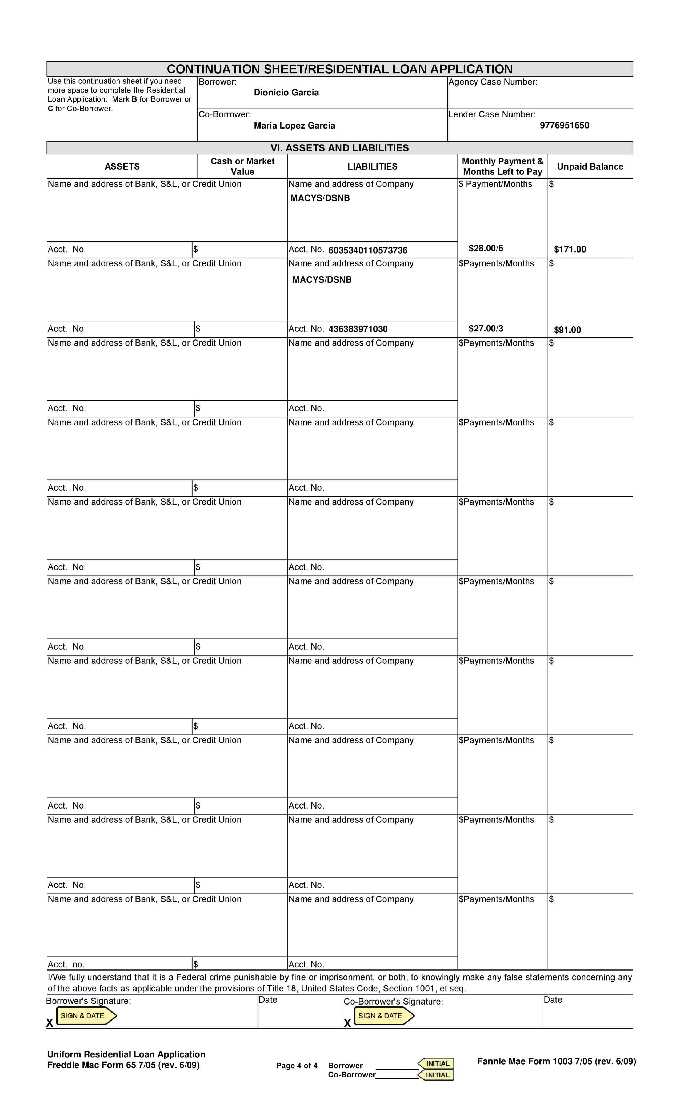 CONTINUATION SHEET/RESIDENTIAL LOAN APPLICATION
Use this continuation sheet if you need
more space to complete the Residential
Loan Application. Mark B for Borrower or
C for Co-Borrower.
Borrower:
Dionicio Garcia
Agency Case Number:
Co-Borrower:
Maria Lopez Garcia
Lender Case Number:
9776951650
VI. ASSETS AND LIABILITIES
ASSETS Cash or Market Value LIABILITIES Monthly Payment & Months Left to Pay Unpaid Balance
Name and address of Bank, S&L, or Credit Union Name and address of Company $ Payment/Months $
MACYS/DSNB
Acct. No $ Acct. No. 6035340110573736 $28.00/6 $171.00
Name and address of Bank, S&L, or Credit Union Name and address of Company $Payments/Months $
MACYS/DSNB
Acct. No $ Acct. No. 436383971030 $27.00/3 $91.00
Name and address of Bank, S&L, or Credit Union Name and address of Company $Payments/Months $
Acct. No $ Acct. No.
Name and address of Bank, S&L, or Credit Union Name and address of Company $Payments/Months $
Acct. No $ Acct. No.
Name and address of Bank, S&L, or Credit Union Name and address of Company $Payments/Months $
Acct. No $ Acct. No.
Name and address of Bank, S&L, or Credit Union Name and address of Company $Payments/Months $
Acct. No $ Acct. No.
Name and address of Bank, S&L, or Credit Union Name and address of Company $Payments/Months $
Acct. No $ Acct. No.
Name and address of Bank, S&L, or Credit Union Name and address of Company $Payments/Months $
Acct. No $ Acct. No.
Name and address of Bank, S&L, or Credit Union Name and address of Company $Payments/Months $
Acct. No $ Acct. No.
Name and address of Bank, S&L, or Credit Union Name and address of Company $Payments/Months $
Acct. no. $ Acct. No.
I/We fully understand that it is a Federal crime punishable by fine or imprisonment, or both, to knowingly make any false statements concerning any
of the above facts as applicable under the provisions of Title 18, United States Code, Section 1001, et seq.
Borrower's Signature: Date Co-Borrower's Signature: Date
X SIGN & DATE X SIGN & DATE
Uniform Residential Loan Application
Freddie Mac Form 65 7/05 (rev. 6/09)
Page 4 of 4 Borrower INITIAL
Co-Borrower INITIAL
Fannie Mae Form 1003 7/05 (rev. 6/09)